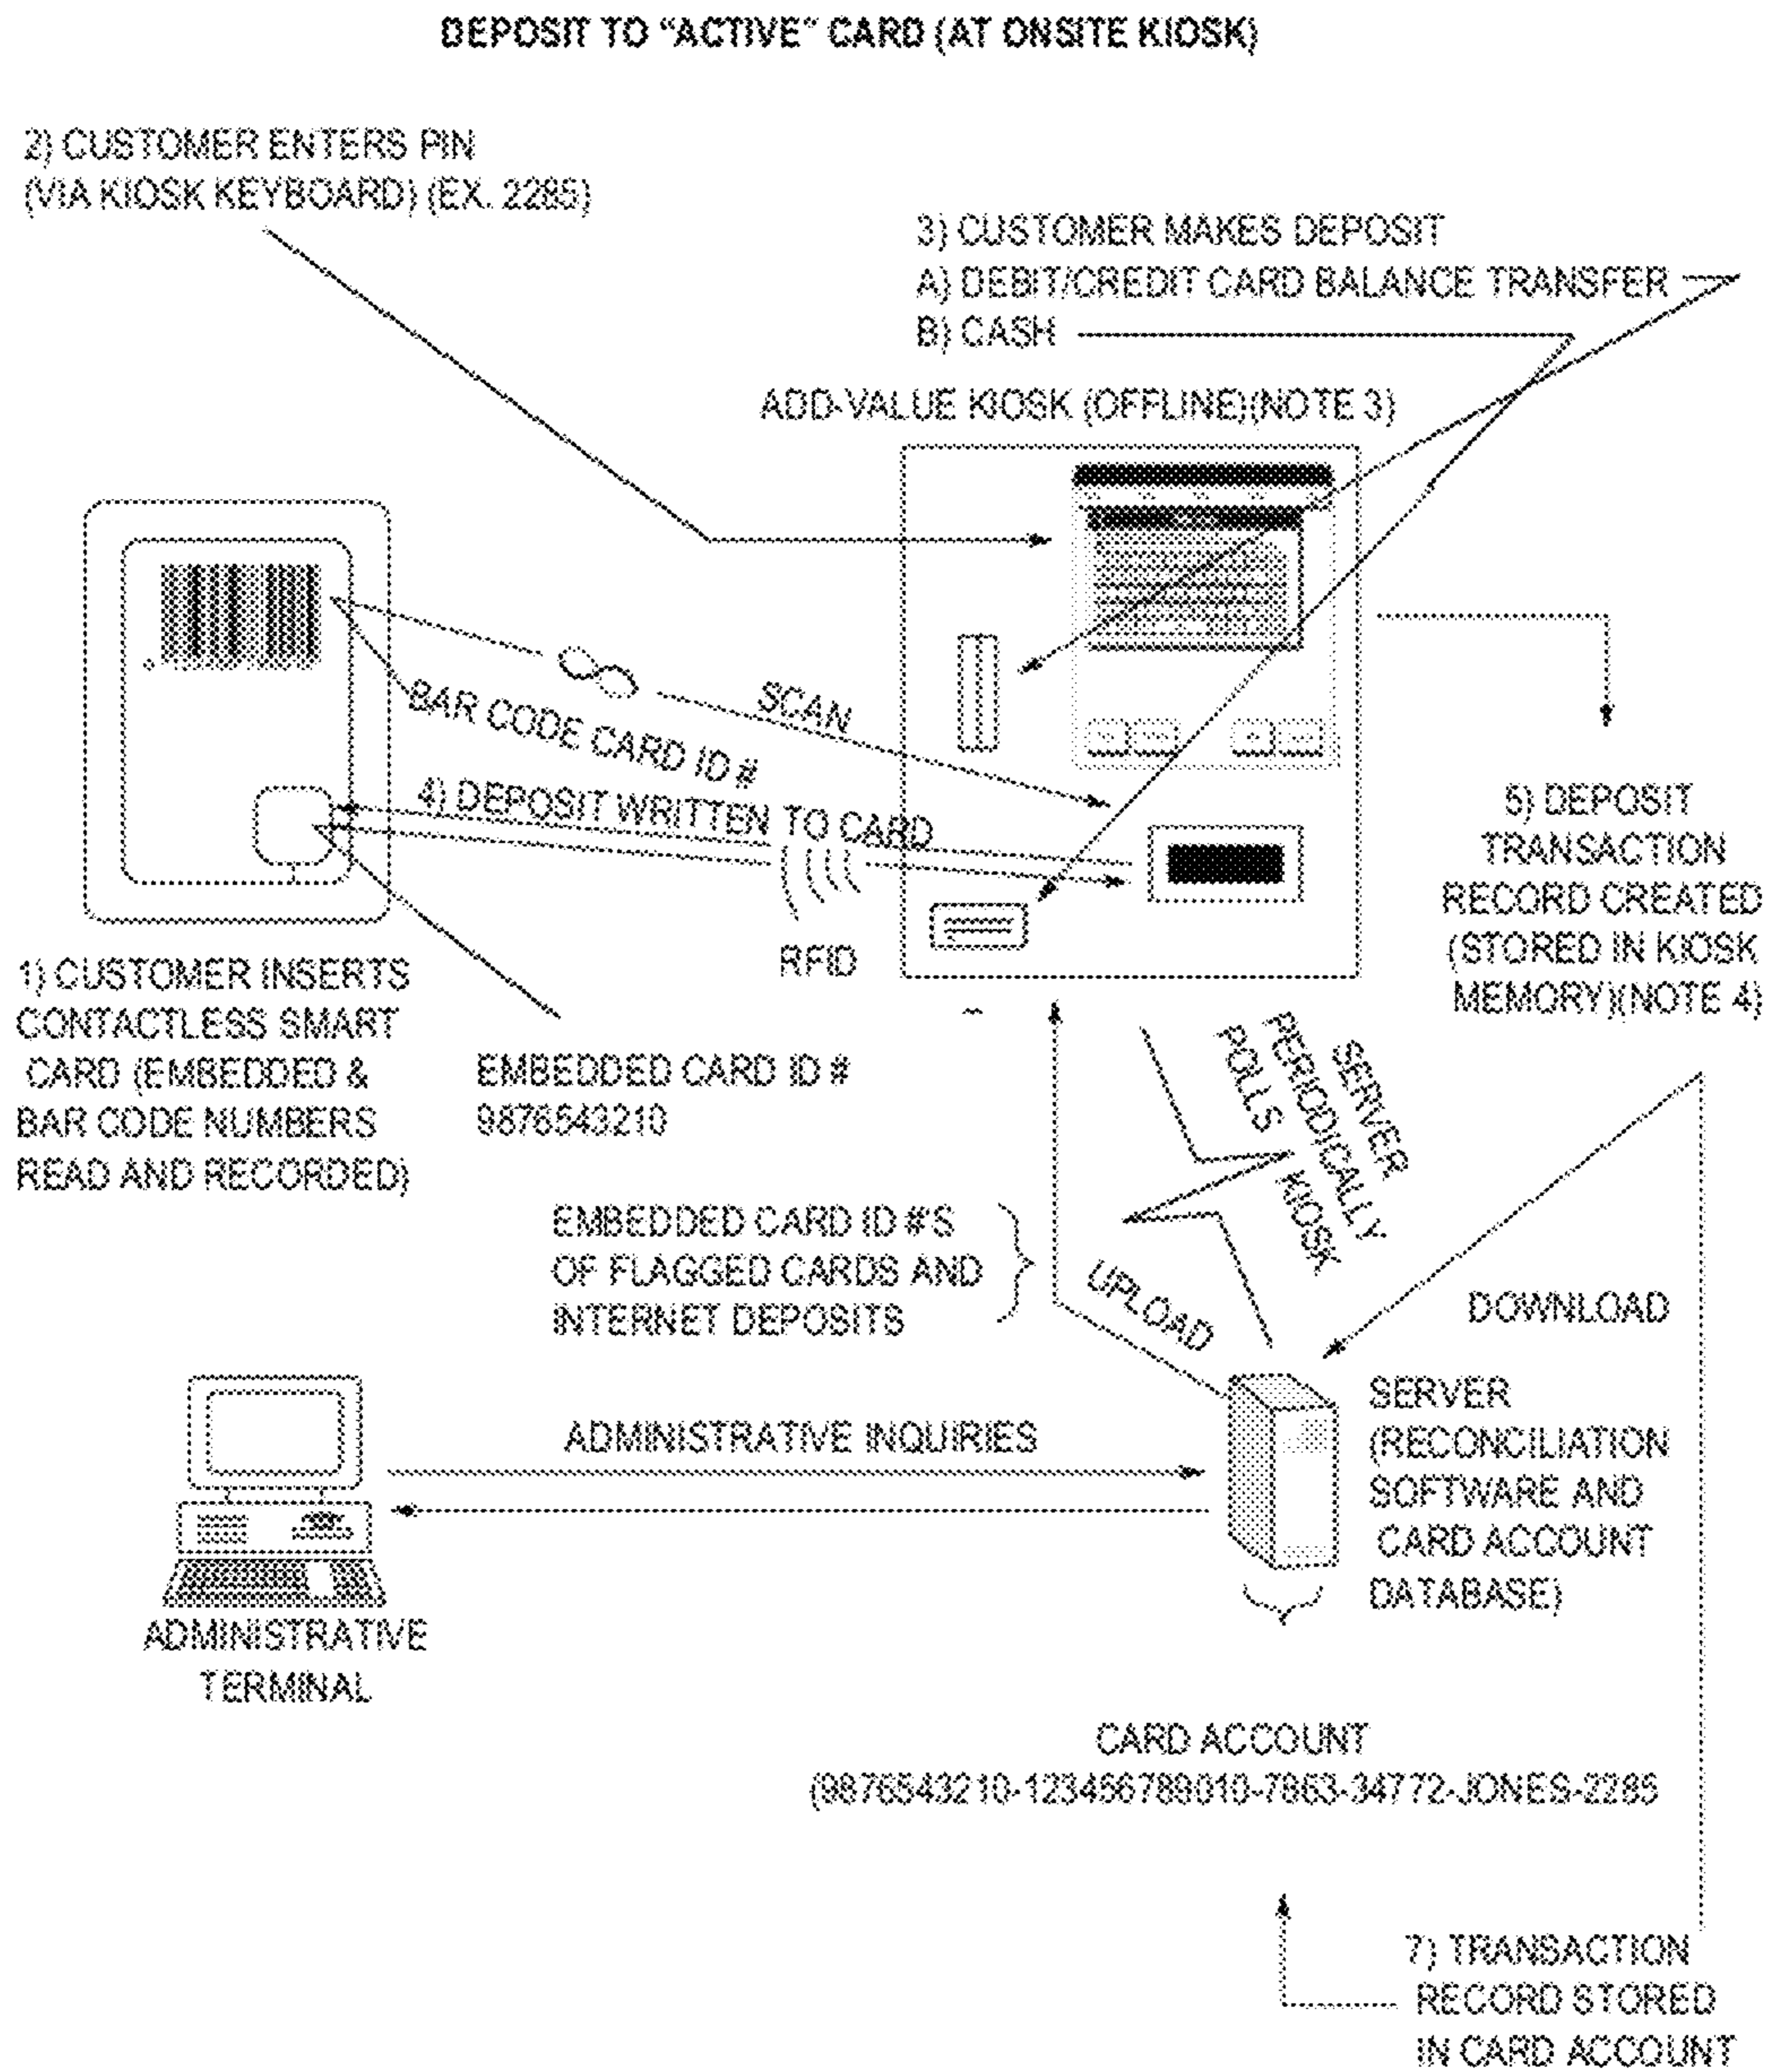 DEPOSIT TO "ACTIVE" CARD (AT ONSITE KIOSK)
2) CUSTOMER ENTERS PIN
(VIA KIOSK KEYBOARD) (EX. 2285)
3) CUSTOMER MAKES DEPOSIT
A) DEBIT/CREDIT CARD BALANCE TRANSFER
B) CASH
ADD-VALUE KIOSK (OFFLINE)(NOTE 3)
SCAN
BAR CODE CARD ID #
4) DEPOSIT WRITTEN TO CARD
RFID
5) DEPOSIT
TRANSACTION
RECORD CREATED
(STORED IN KIOSK
MEMORY)(NOTE 4)
1) CUSTOMER INSERTS
CONTACTLESS SMART
CARD (EMBEDDED &
BAR CODE NUMBERS
READ AND RECORDED)
EMBEDDED CARD ID #
9876543210
SERVER
PERIODICALLY
POLLS KIOSK
EMBEDDED CARD ID #'S
OF FLAGGED CARDS AND
INTERNET DEPOSITS
UPLOAD
DOWNLOAD
SERVER
(RECONCILIATION
SOFTWARE AND
CARD ACCOUNT
DATABASE)
ADMINISTRATIVE INQUIRIES
ADMINISTRATIVE
TERMINAL
CARD ACCOUNT
(9876543210-123456789010-7863-34772-JONES-2285
7) TRANSACTION
RECORD STORED
IN CARD ACCOUNT